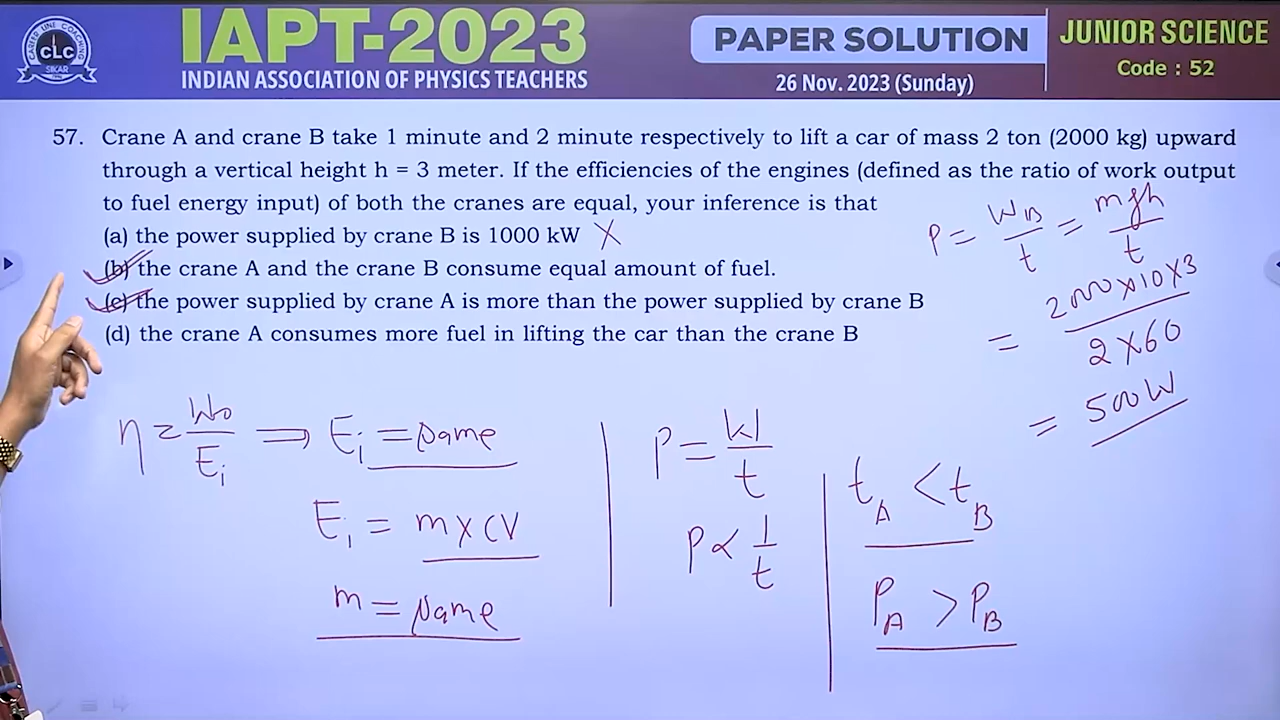 CAREER LINE COACHING
CLC
SIKAR
IAPT-2023
INDIAN ASSOCIATION OF PHYSICS TEACHERS
PAPER SOLUTION
26 Nov. 2023 (Sunday)
JUNIOR SCIENCE
Code : 52
57. Crane A and crane B take 1 minute and 2 minute respectively to lift a car of mass 2 ton (2000 kg) upward
through a vertical height h = 3 meter. If the efficiencies of the engines (defined as the ratio of work output
to fuel energy input) of both the cranes are equal, your inference is that
(a) the power supplied by crane B is 1000 kW X
(b) the crane A and the crane B consume equal amount of fuel.
(c) the power supplied by crane A is more than the power supplied by crane B
(d) the crane A consumes more fuel in lifting the car than the crane B
P = W_B/t = mgh/t
= 2000×10×3/2×60
= 500W
η = W₀/E_i ⇒ E_i = same
E_i = m×CV
m = same
P = W/t
P ∝ 1/t
t_A < t_B
P_A > P_B